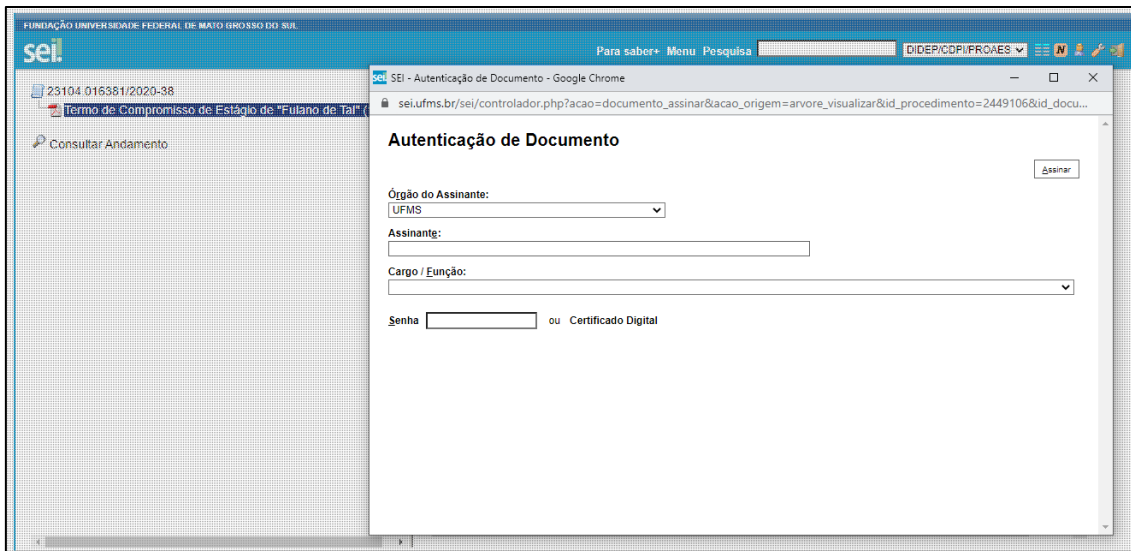 FUNDAÇÃO UNIVERSIDADE FEDERAL DE MATO GROSSO DO SUL
sei!
Para saber+ Menu Pesquisa DIDEP/CDPI/PROAES N
23104.016381/2020-38
Termo de Compromisso de Estágio de "Fulano de Tal" (
Consultar Andamento
sei. SEI - Autenticação de Documento - Google Chrome
sei.ufms.br/sei/controlador.php?acao=documento_assinar&acao_origem=arvore_visualizar&id_procedimento=2449106&id_docu...
Autenticação de Documento
Assinar
Órgão do Assinante:
UFMS
Assinante:
Cargo / Função:
Senha ou Certificado Digital